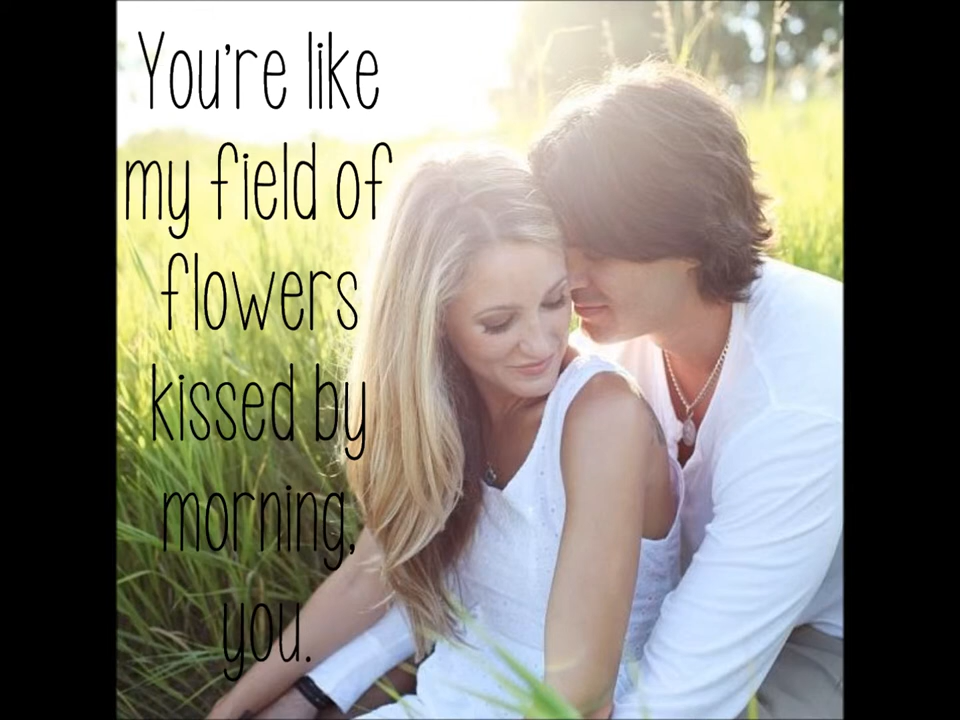 You're like
my field of
flowers
kissed by
morning,
you.